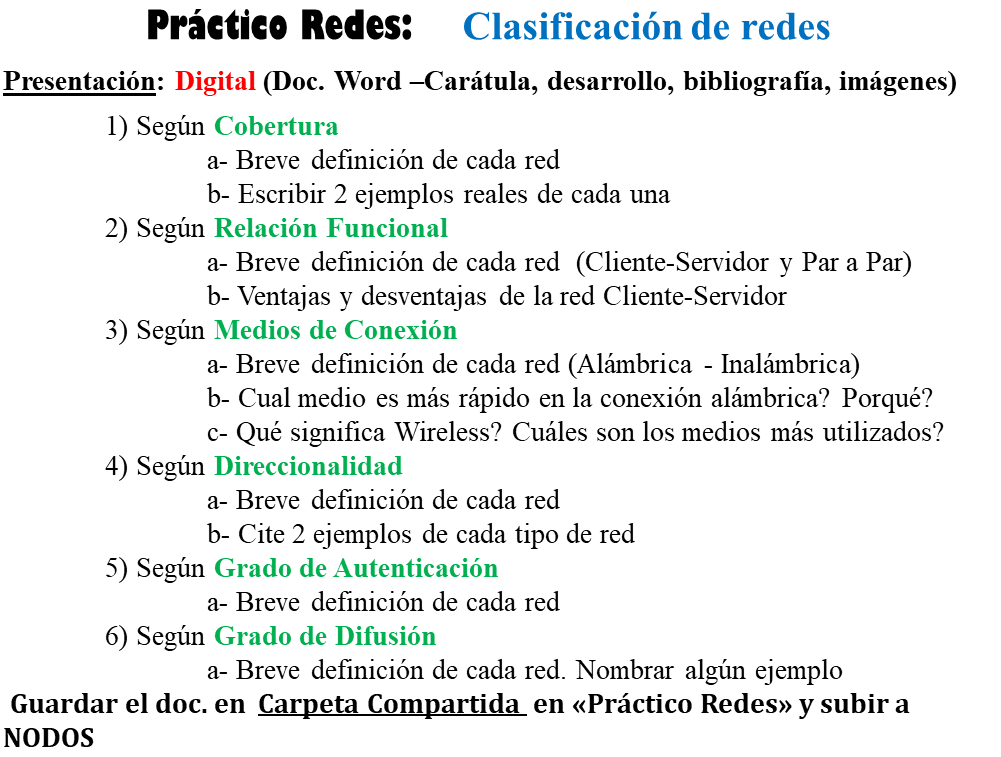 Práctico Redes: Clasificación de redes
Presentación: Digital (Doc. Word –Carátula, desarrollo, bibliografía, imágenes)
1) Según Cobertura
a- Breve definición de cada red
b- Escribir 2 ejemplos reales de cada una
2) Según Relación Funcional
a- Breve definición de cada red (Cliente-Servidor y Par a Par)
b- Ventajas y desventajas de la red Cliente-Servidor
3) Según Medios de Conexión
a- Breve definición de cada red (Alámbrica - Inalámbrica)
b- Cual medio es más rápido en la conexión alámbrica? Porqué?
c- Qué significa Wireless? Cuáles son los medios más utilizados?
4) Según Direccionalidad
a- Breve definición de cada red
b- Cite 2 ejemplos de cada tipo de red
5) Según Grado de Autenticación
a- Breve definición de cada red
6) Según Grado de Difusión
a- Breve definición de cada red. Nombrar algún ejemplo
Guardar el doc. en Carpeta Compartida en «Práctico Redes» y subir a
NODOS